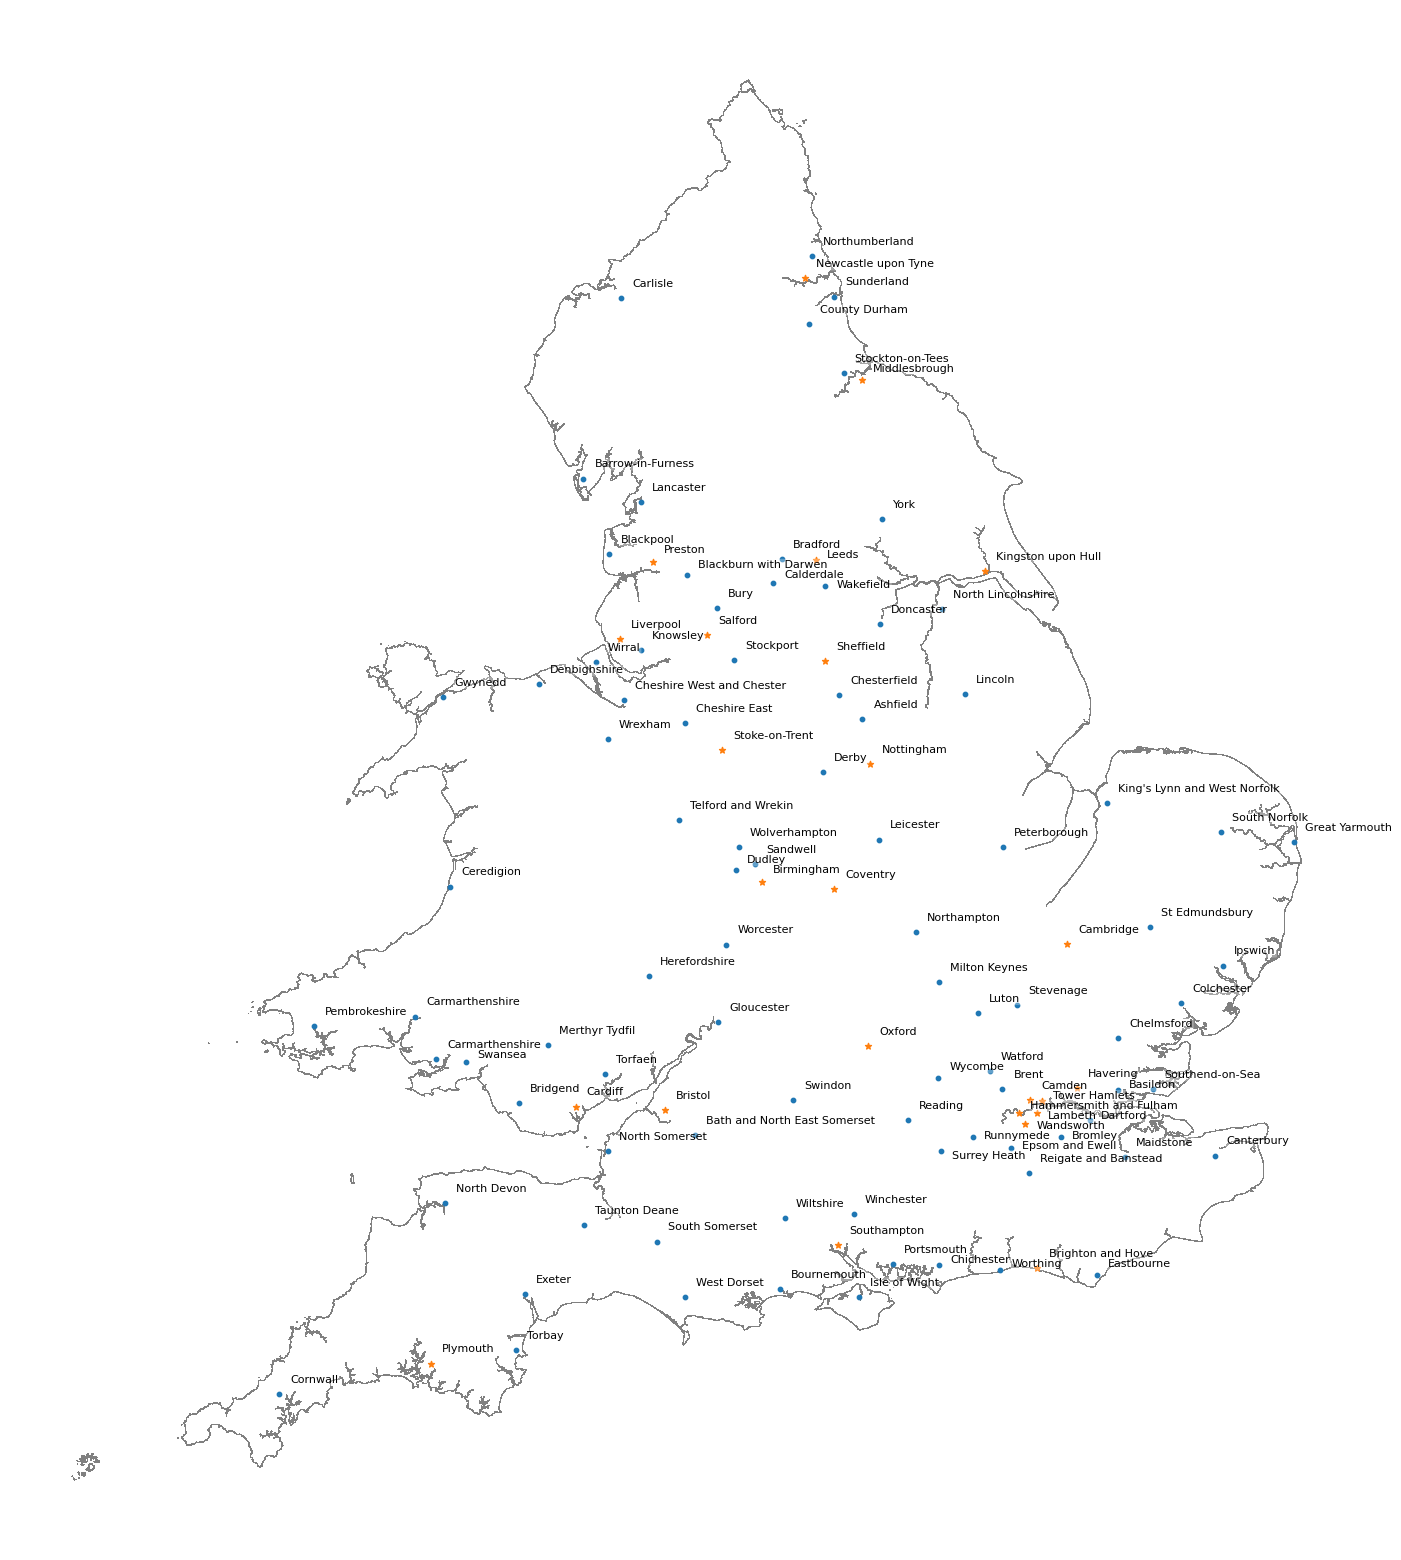 Northumberland
Newcastle upon Tyne
Sunderland
Carlisle
County Durham
Stockton-on-Tees
Middlesbrough
Barrow-in-Furness
Lancaster
York
Blackpool
Preston
Bradford
Leeds
Kingston upon Hull
Blackburn with Darwen
Calderdale
Wakefield
Bury
North Lincolnshire
Doncaster
Salford
Liverpool
Knowsley
Wirral
Stockport
Sheffield
Denbighshire
Gwynedd
Cheshire West and Chester
Chesterfield
Lincoln
Cheshire East
Ashfield
Wrexham
Stoke-on-Trent
Nottingham
Derby
King's Lynn and West Norfolk
Telford and Wrekin
South Norfolk
Great Yarmouth
Leicester
Wolverhampton
Peterborough
Sandwell
Dudley
Birmingham
Coventry
Ceredigion
St Edmundsbury
Northampton
Worcester
Cambridge
Ipswich
Herefordshire
Milton Keynes
Stevenage
Colchester
Luton
Carmarthenshire
Pembrokeshire
Gloucester
Chelmsford
Merthyr Tydfil
Oxford
Carmarthenshire
Swansea
Torfaen
Watford
Wycombe
Brent
Havering
Southend-on-Sea
Bridgend
Cardiff
Swindon
Camden
Basildon
Bristol
Tower Hamlets
Reading
Hammersmith and Fulham
Bath and North East Somerset
Lambeth
Dartford
Wandsworth
North Somerset
Runnymede
Bromley
Maidstone
Canterbury
Epsom and Ewell
Surrey Heath
Reigate and Banstead
North Devon
Wiltshire
Winchester
Taunton Deane
South Somerset
Southampton
Portsmouth
Brighton and Hove
Chichester
Worthing
Eastbourne
Exeter
West Dorset
Bournemouth
Isle of Wight
Torbay
Plymouth
Cornwall